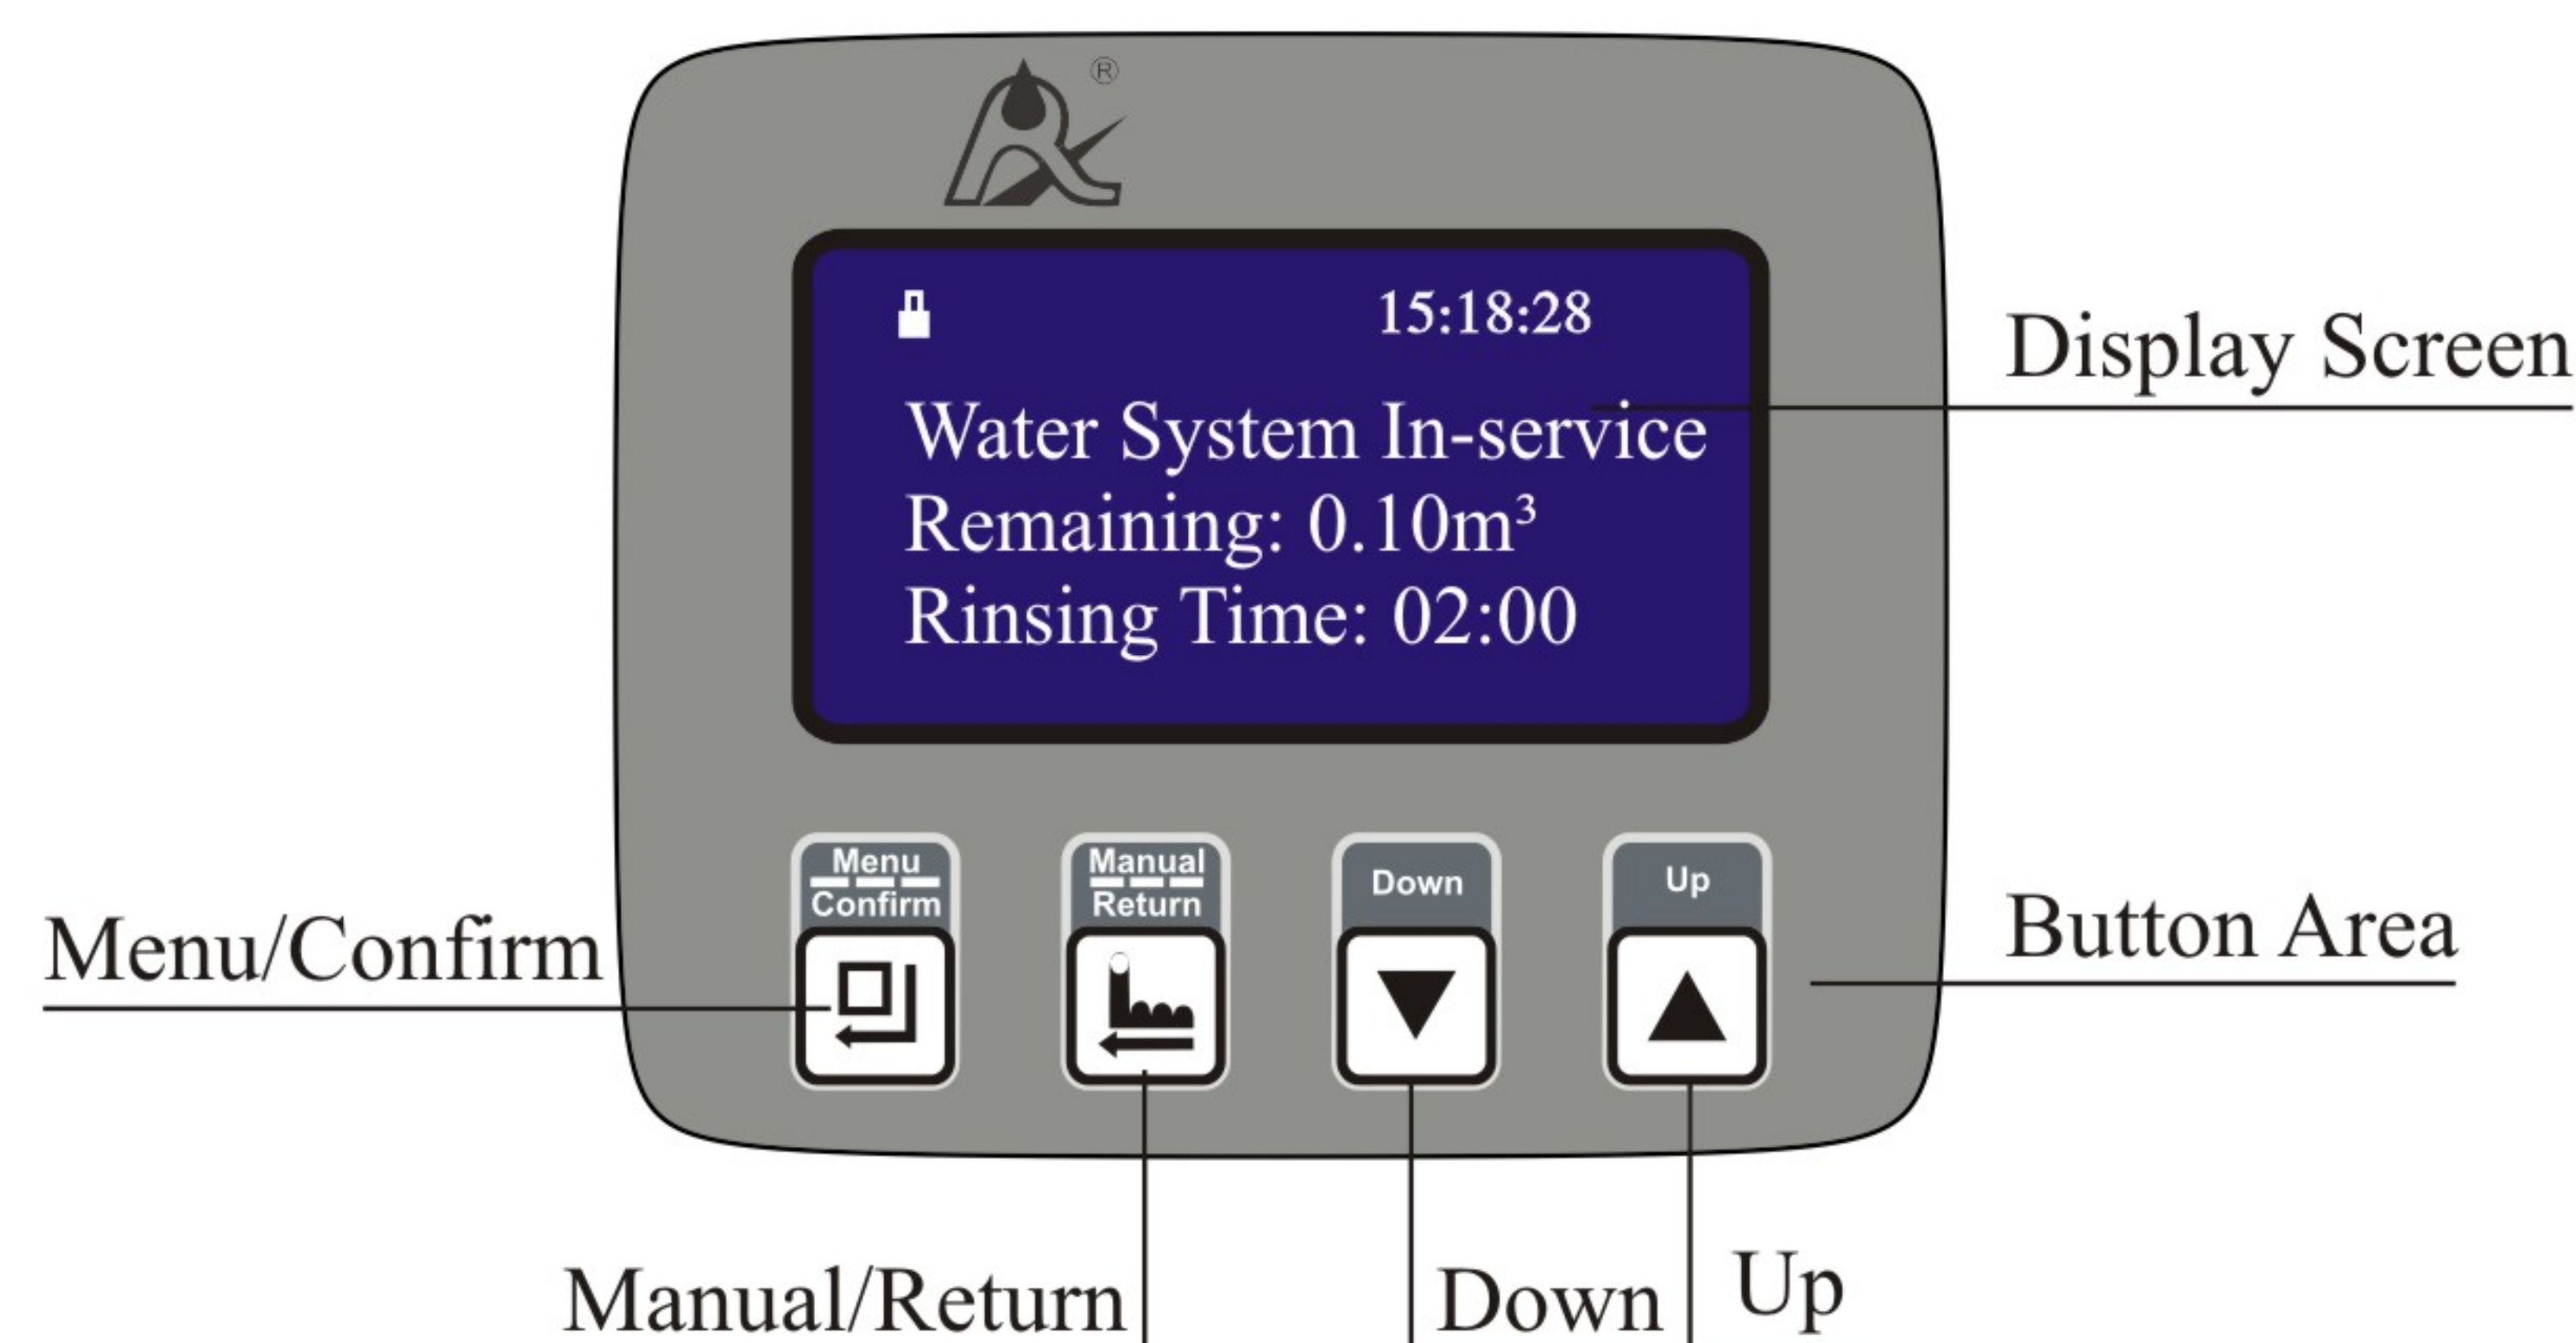 ®
15:18:28
Display Screen
Water System In-service
Remaining: 0.10m³
Rinsing Time: 02:00
Menu
Confirm
Manual
Return
Down
Up
Menu/Confirm
Button Area
Manual/Return
Down
Up